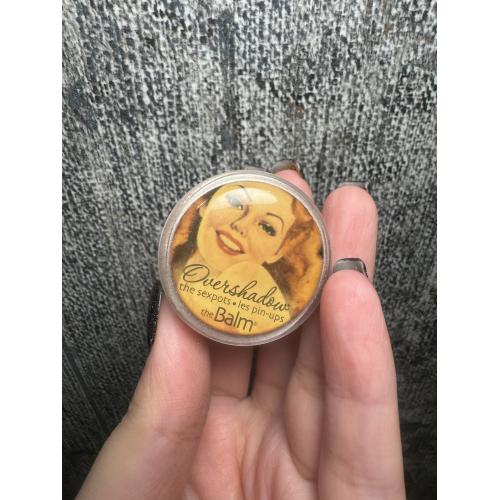 Overshadow
the sexpots • les pin-ups
theBalm®